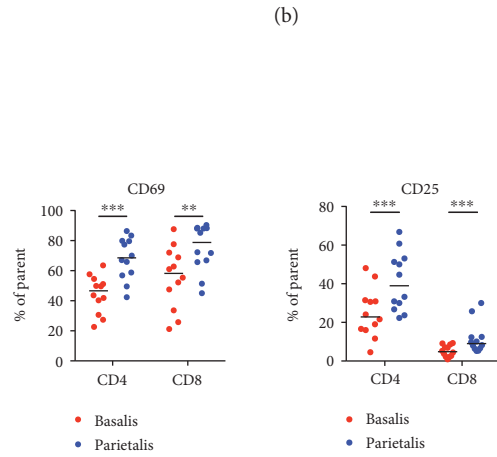 (b)
CD69
% of parent
100
80
60
40
20
0
***
**
CD4
CD8
Basalis
Parietalis
CD25
% of parent
80
60
40
20
0
***
***
CD4
CD8
Basalis
Parietalis